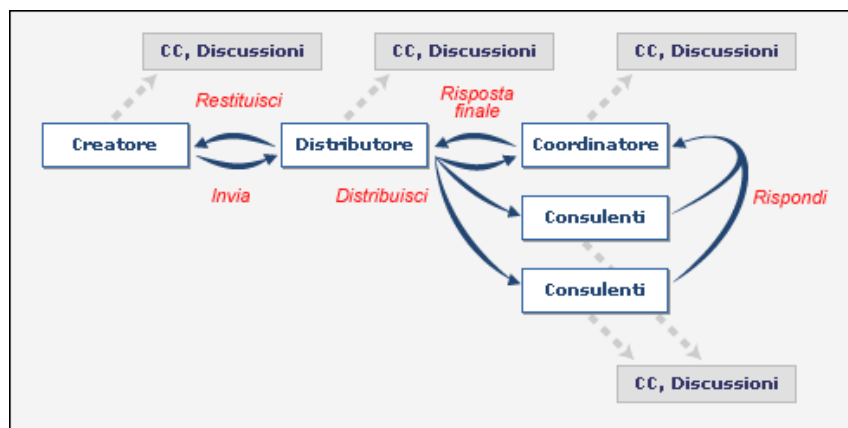 CC, Discussioni
CC, Discussioni
CC, Discussioni
Restituisci
Risposta
finale
Creatore
Distributore
Coordinatore
Invia
Distribuisci
Consulenti
Rispondi
Consulenti
CC, Discussioni